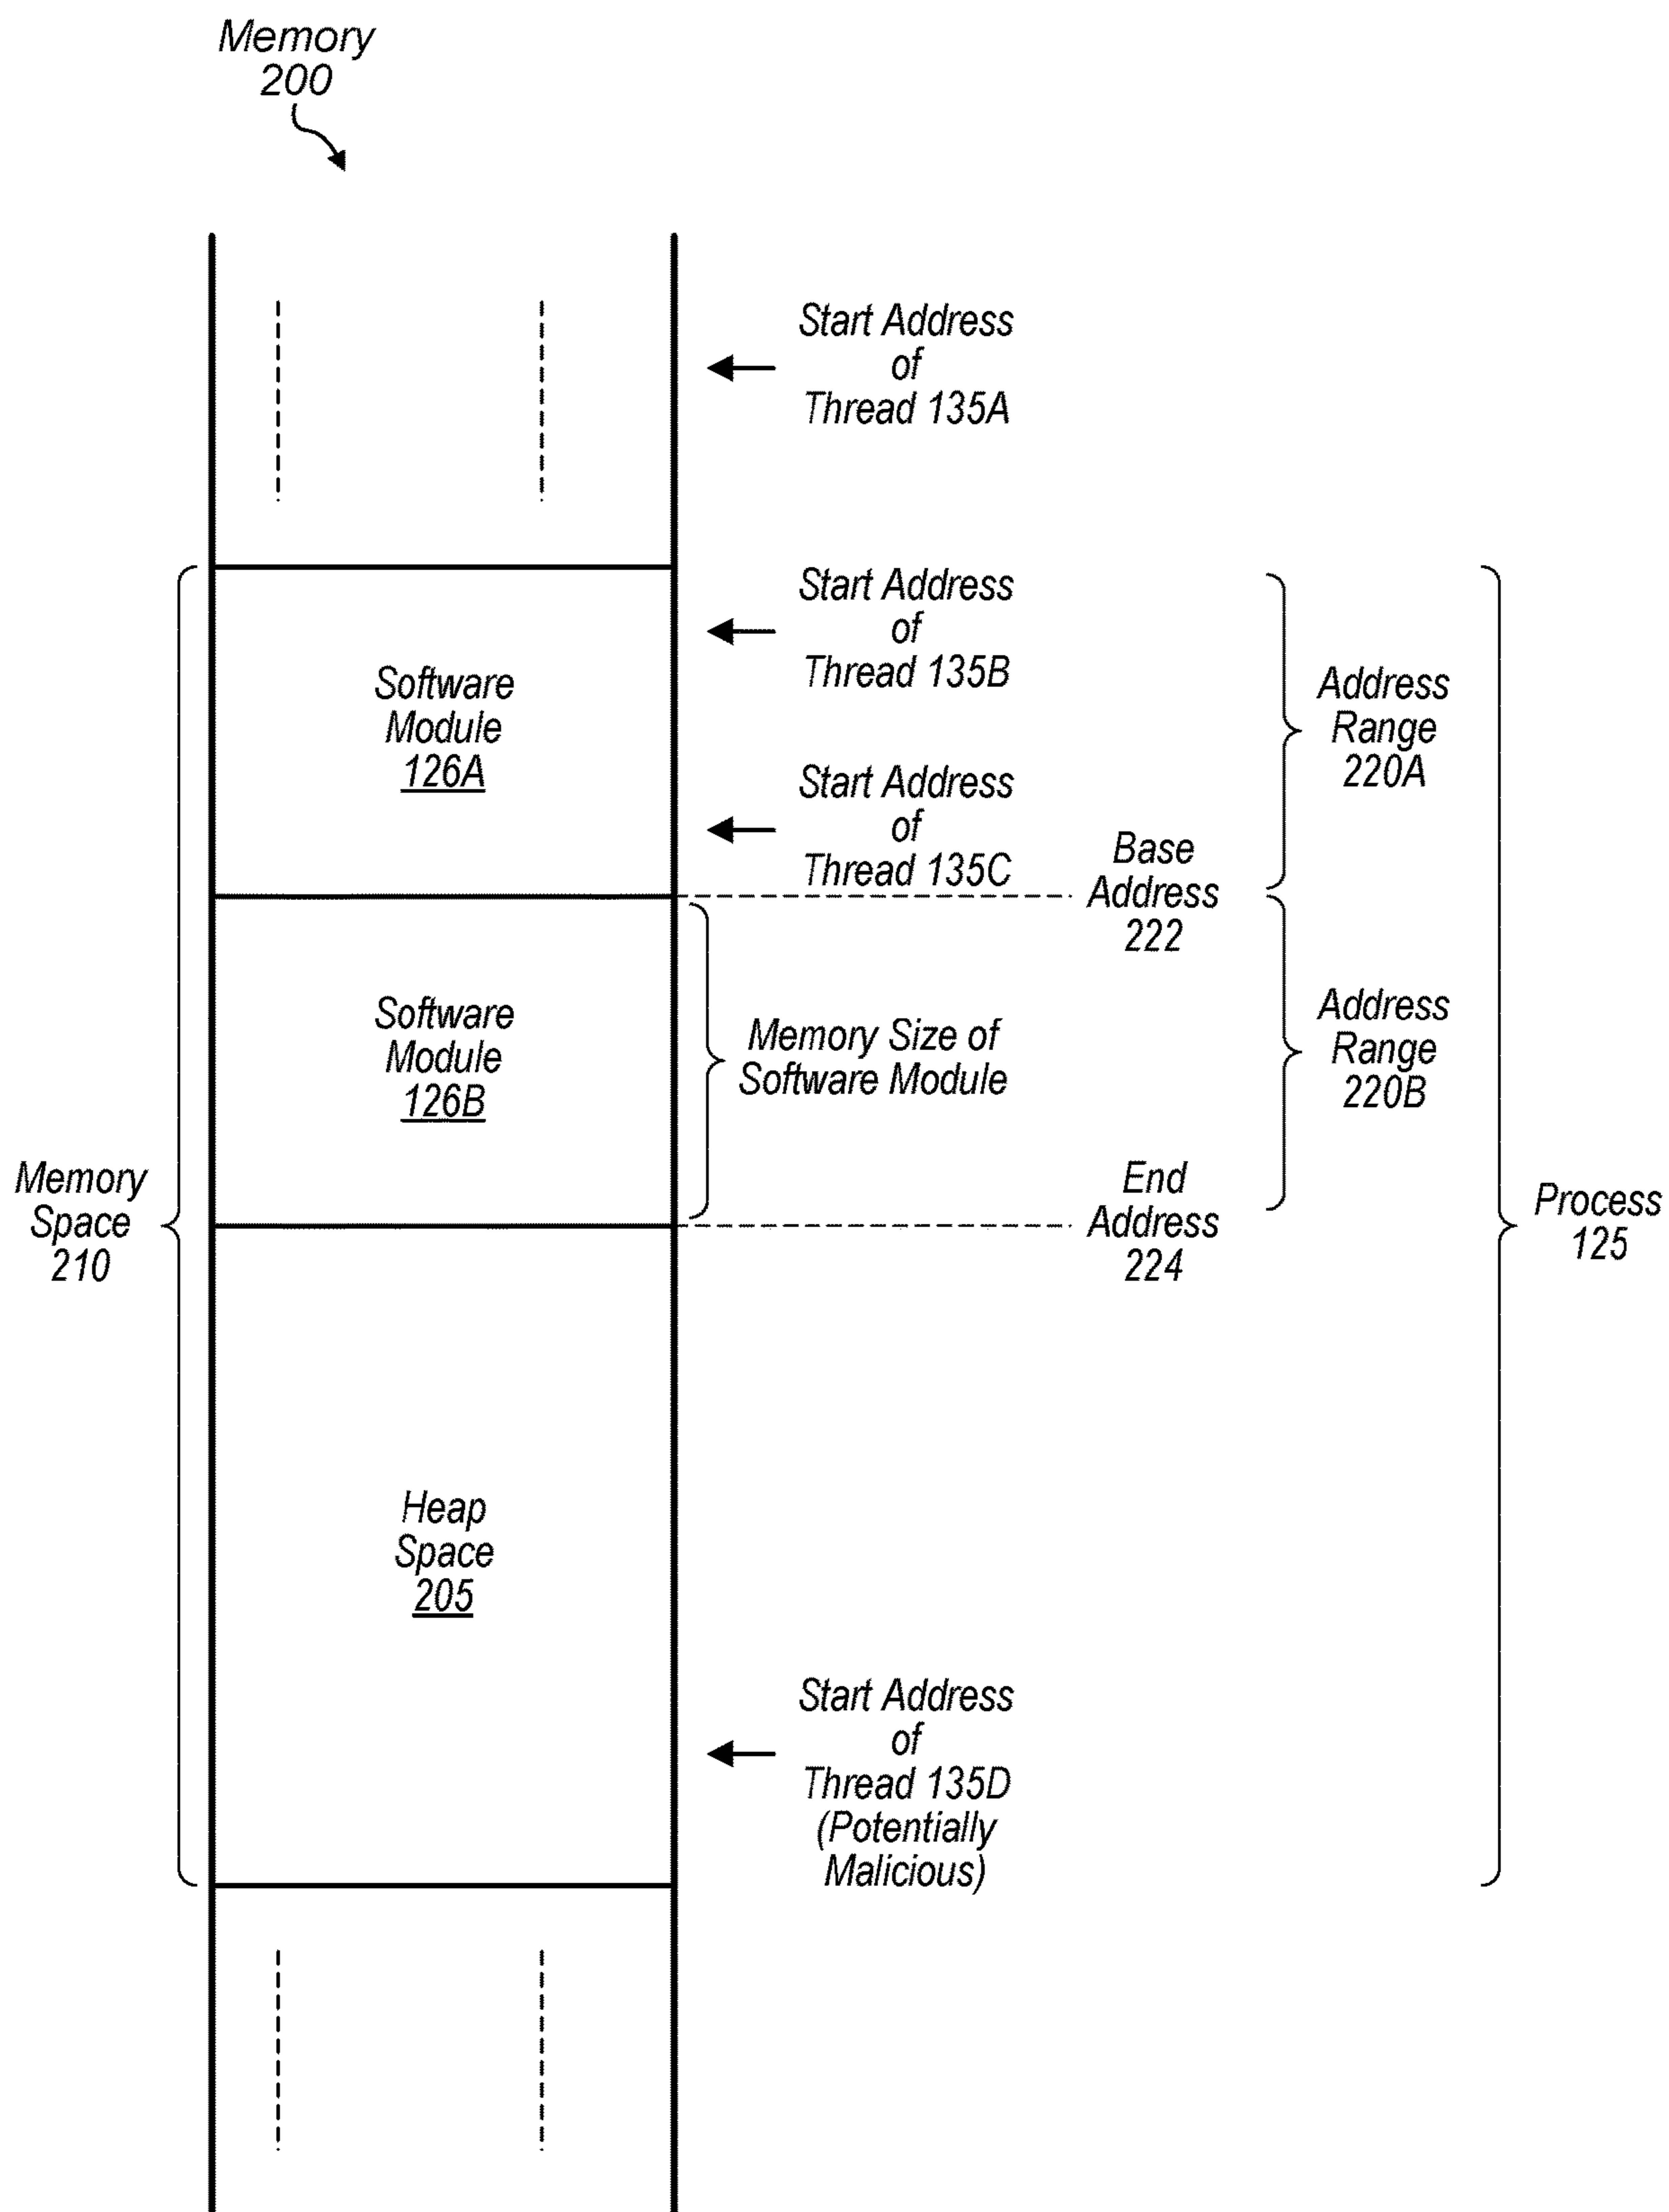 Memory
200
Start Address
of
Thread 135A
Start Address
of
Thread 135B
Software
Module
126A
Address
Range
220A
Start Address
of
Thread 135C
Base
Address
222
Software
Module
126B
Memory Size of
Software Module
Address
Range
220B
Memory
Space
210
End
Address
224
Process
125
Heap
Space
205
Start Address
of
Thread 135D
(Potentially
Malicious)